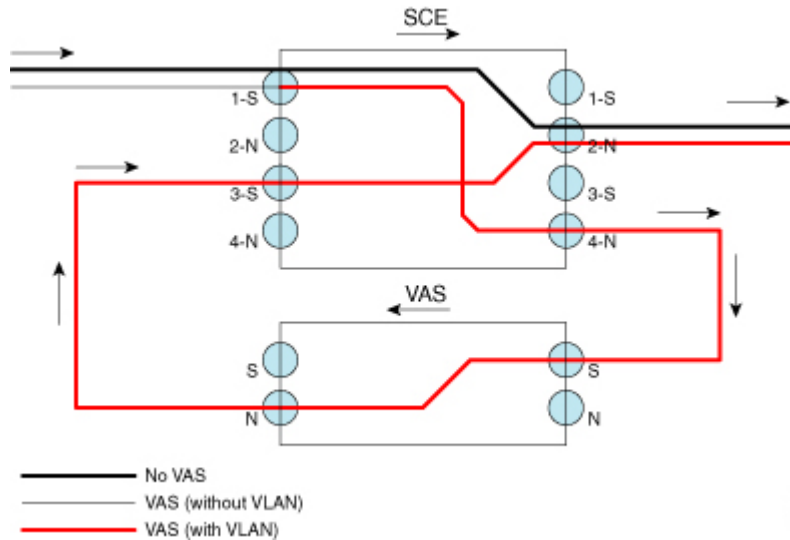 SCE
1-S
1-S
2-N
2-N
3-S
3-S
4-N
4-N
VAS
S
S
N
N
No VAS
VAS (without VLAN)
VAS (with VLAN)